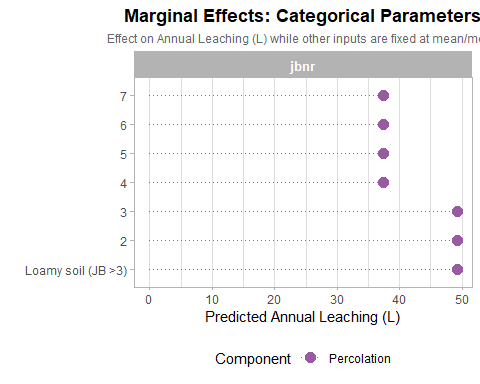 Marginal Effects: Categorical Parameters
Effect on Annual Leaching (L) while other inputs are fixed at mean/me
jbnr
7
6
5
4
3
2
Loamy soil (JB >3)
0 10 20 30 40 50
Predicted Annual Leaching (L)
Component Percolation